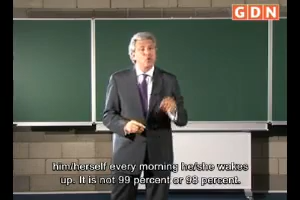 GDN
him/herself every morning he/she wakes
up. It is not 99 percent or 98 percent.